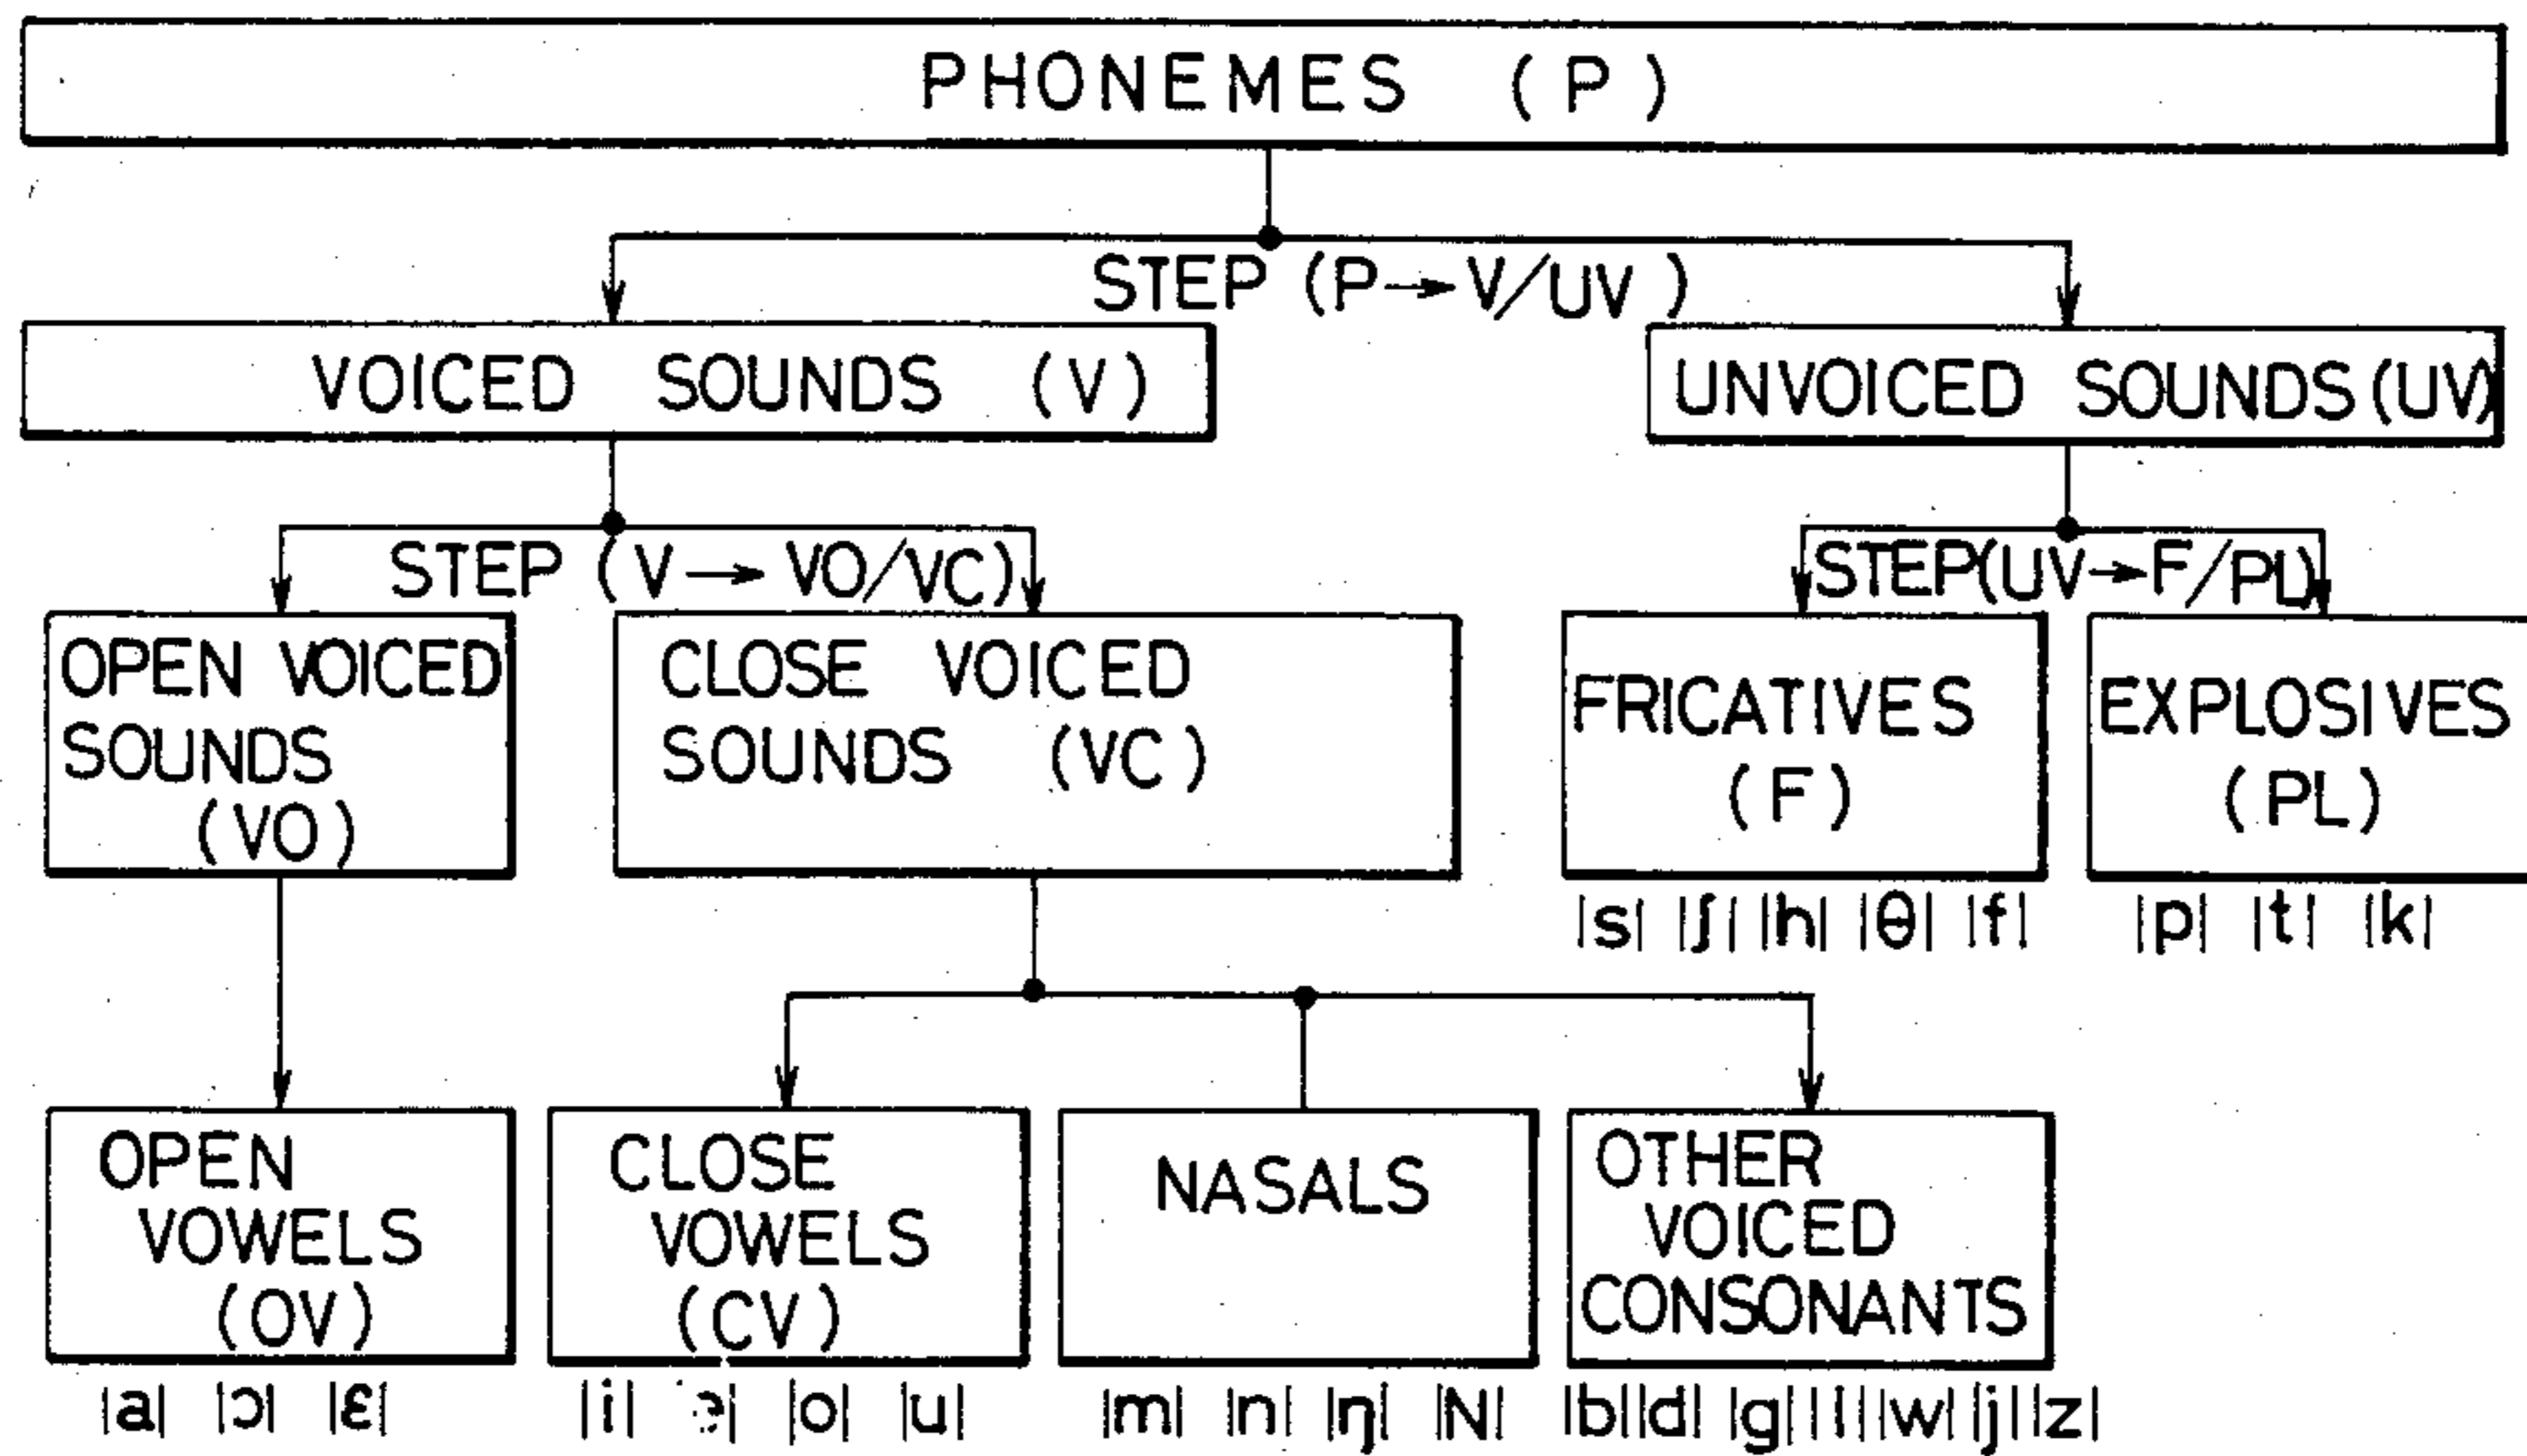 PHONEMES (P)
STEP (P→V/UV)
VOICED SOUNDS (V)
UNVOICED SOUNDS (UV)
STEP (V→VO/VC)
STEP(UV→F/PL)
OPEN VOICED
SOUNDS
(VO)
CLOSE VOICED
SOUNDS (VC)
FRICATIVES
(F)
EXPLOSIVES
(PL)
|s| |ʃ| |h| |θ| |f|
|p| |t| |k|
OPEN
VOWELS
(OV)
CLOSE
VOWELS
(CV)
NASALS
OTHER
VOICED
CONSONANTS
|a| |ɔ| |ɛ|
|i| |o| |u|
|m| |n| |ŋ| |N|
|b| |d| |g| |l| |w| |j| |z|